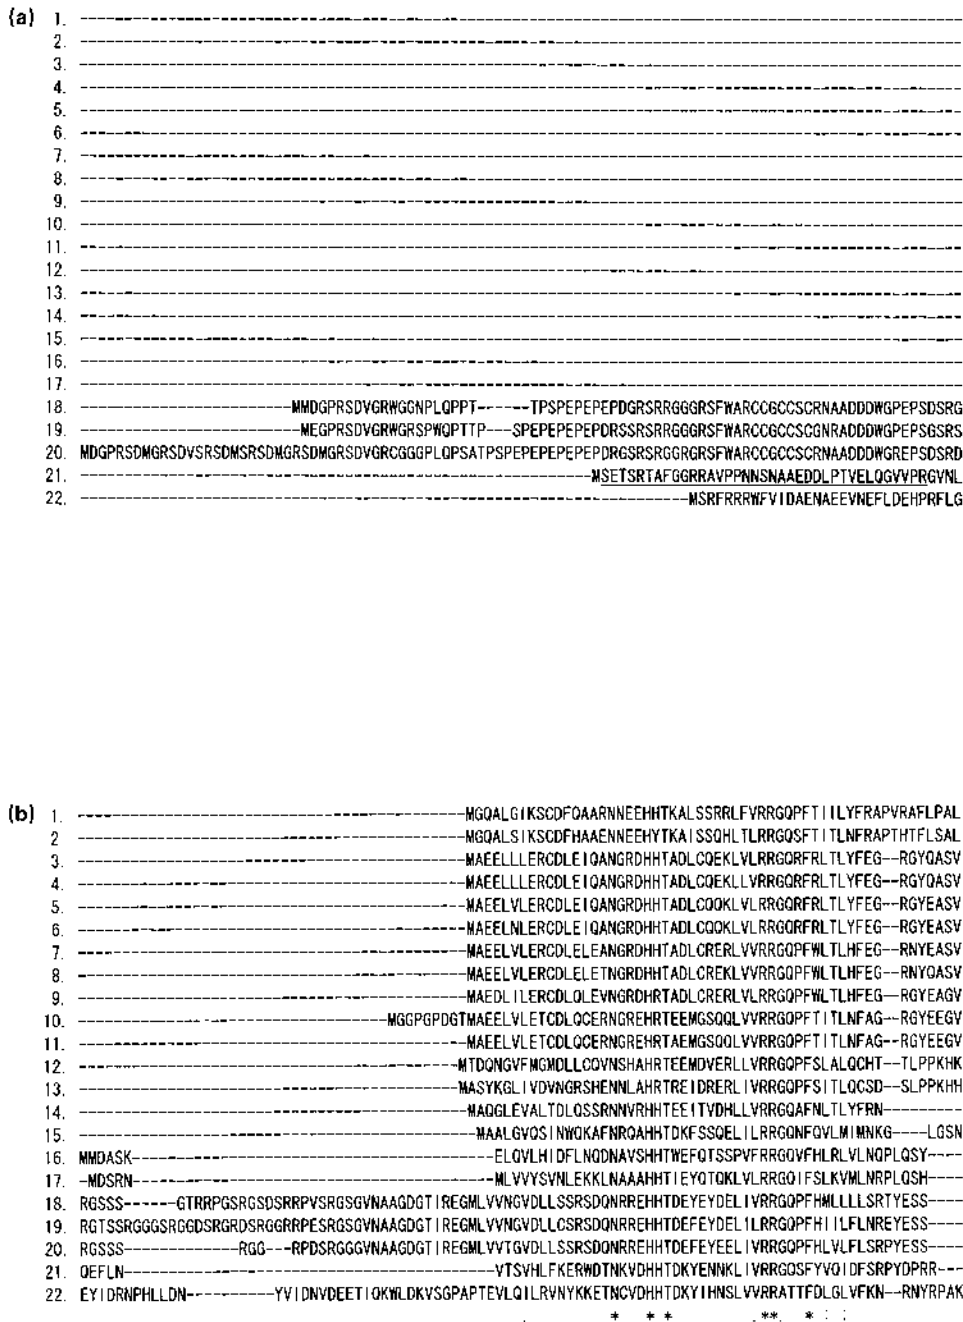 (a) 1. ----------------------------------------------------------------------------------------------------
2. ----------------------------------------------------------------------------------------------------
3. ----------------------------------------------------------------------------------------------------
4. ----------------------------------------------------------------------------------------------------
5. ----------------------------------------------------------------------------------------------------
6. ----------------------------------------------------------------------------------------------------
7. ----------------------------------------------------------------------------------------------------
8. ----------------------------------------------------------------------------------------------------
9. ----------------------------------------------------------------------------------------------------
10. ----------------------------------------------------------------------------------------------------
11. ----------------------------------------------------------------------------------------------------
12. ----------------------------------------------------------------------------------------------------
13. ----------------------------------------------------------------------------------------------------
14. ----------------------------------------------------------------------------------------------------
15. ----------------------------------------------------------------------------------------------------
16. ----------------------------------------------------------------------------------------------------
17. ----------------------------------------------------------------------------------------------------
18. ------------------------MMDGPRSDVGRWGGNPLQPPT------TPSPEPEPEPDGRSRRGGGRSFWARCCGCCSCRNAADDDWGPEPSDSRG
19. -------------------------MEGPRSDVGRWGRSPWQPTTP---SPEPEPEPEPDRSSRSRRGGGRSFWARCCGCCSCGNRADDDWGPEPSGSRS
20. MDGPRSDMGRSDVSRSDMSRSDMGRSDMGRSDVGRCGGGPLQPSATPSPEPEPEPEPEPDRGSRSRGGRGRSFWARCCGCCSCRNAADDDWGREPSDSRD
21. -----------------------------------------------------------MSETSRTAFGGRRAVPPNNSNAAEDDLPTVELQGVVPRGVNL
22. ---------------------------------------------------------------------MSRFRRRWFVIDAENAEEVNEFLDEHPRFLG
(b) 1. --------------------------------------------MGQALGIKSCDFQAARNNEEHHTKALSSRRLFVRRGQPFTIILYFRAPVRAFLPAL
2 --------------------------------------------MGQALSIKSCDFHAAENNEEHYTKAISSQHLTLRRGQSFTITLNFRAPTHTFLSAL
3. --------------------------------------------MAEELLLERCDLEIQANGRDHHTADLCQEKLVLRRGQRFRLTLYFEG--RGYQASV
4. --------------------------------------------MAEELLLERCDLEIQANGRDHHTADLCQEKLLVRRGQRFRLTLYFEG--RGYQASV
5. --------------------------------------------MAEELVLERCDLEIQANGRDHHTADLCQQKLVLRRGQRFRLTLYFEG--RGYEASV
6. --------------------------------------------MAEELNLERCDLEIQANGRDHHTADLCQQKLVLRRGQRFRLTLYFEG--RGYEASV
7. --------------------------------------------MAEELVLERCDLELEANGRDHHTADLCRERLVVRRGQPFWLTLHFEG--RNYEASV
8. --------------------------------------------MAEELVLERCDLELETNGRDHHTADLCREKLVVRRGQPFWLTLHFEG--RNYQASV
9. --------------------------------------------MAEDLILERCDLQLEVNGRDHRTADLCRERLVLRRGQPFWLTLHFEG--RGYEAGV
10. -----------------------------------MGGPGPDGTMAEELVLETCDLQCERNGREHRTEEMGSQQLVVRRGQPFTITLNFAG--RGYEEGV
11. --------------------------------------------MAEELVLETCDLQCERNGREHRTAEMGSQQLVVRRGQPFTITLNFAG--RGYEEGV
12. -------------------------------------------MTDQNGVFMGMDLLCQVNSHAHRTEEMDVERLLVRRGQPFSLALQCHT--TLPPKHK
13. -------------------------------------------MASYKGLIVDVNGRSHENNLAHRTREIDRERLIVRRGQPFSITLQCSD--SLPPKHH
14. --------------------------------------------MAQGLEVALTDLQSSRNNVRHHTEEITVDHLLVRRGQAFNLTLYFRN---------
15. ---------------------------------------------MAALGVQSINWQKAFNRQAHHTDKFSSQELILRRGQNFQVLMIMNKG----LGSN
16. MMDASK-----------------------------------------ELQVLHIDFLNQDNAVSHHTWEFQTSSPVFRRGQVFHLRLVLNQPLQSY----
17. -MDSRN-----------------------------------------MLVVYSVNLEKKLNAAAHHTIEYQTQKLVLRRGQIFSLKVMLNRPLQSH----
18. RGSSS------GTRRPGSRGSDSRRPVSRGSGVNAAGDGTIREGMLVVNGVDLLSSRSDQNRREHHTDEYEYDELIVRRGQPFHMLLLLSRTYESS----
19. RGTSSRGGGSRGGDSRGRDSRGGRRPESRGSGVNAAGDGTIREGMLVVNGVDLLCSRSDQNRREHHTDEFEYDELILRRGQPFHIILFLNREYESS----
20. RGSSS-------------RGG---RPDSRGGGVNAAGDGTIREGMLVVTGVDLLSSRSDQNRREHHTDEFEYEELIVRRGQPFHLVLFLSRPYESS----
21. QEFLN------------------------------------------VTSVHLFKERWDTNKVDHHTDKYENNKLIVRRGQSFYVQIDFSRPYDPRR---
22. EYIDRNPHLLDN----------YVIDNVDEETIQKWLDKVSGPAPTEVLQILRVNYKKETNCVDHHTDKYIHNSLVVRRATTFDLGLVFKN--RNYRPAK
. * ** .** * : :